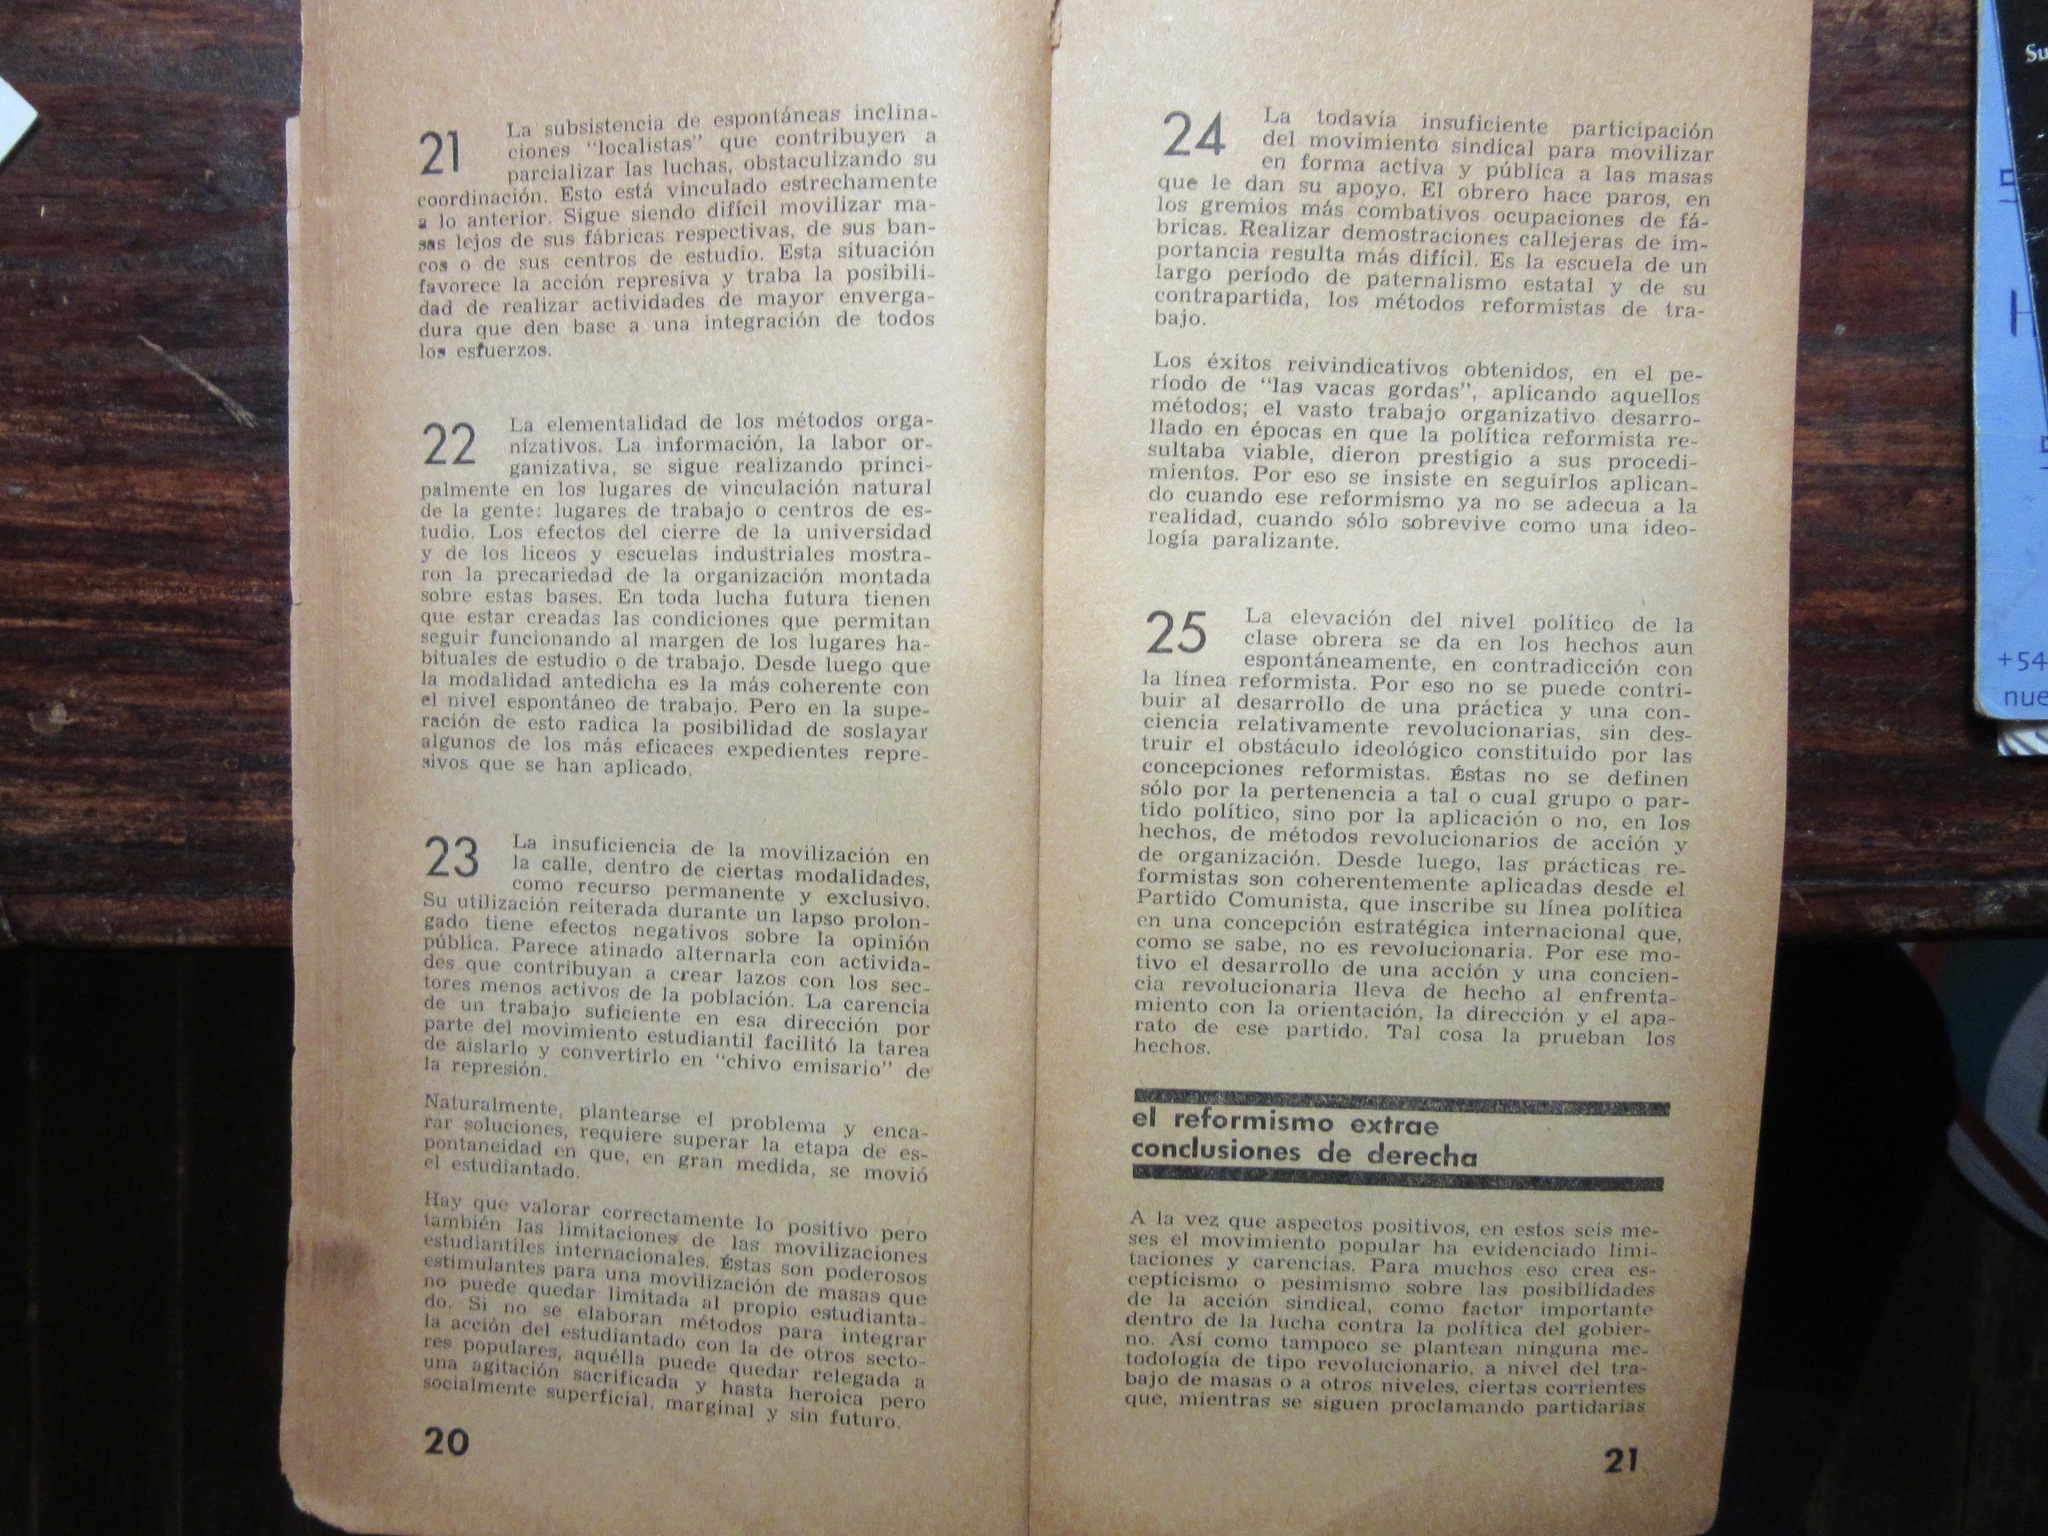 21
La subsistencia de espontáneas inclina-
ciones "localistas" que contribuyen a
parcializar las luchas, obstaculizando su
coordinación. Esto está vinculado estrechamente
a lo anterior. Sigue siendo difícil movilizar ma-
sas lejos de sus fábricas respectivas, de sus ban-
cos o de sus centros de estudio. Esta situación
favorece la acción represiva y traba la posibili-
dad de realizar actividades de mayor enverga-
dura que den base a una integración de todos
los esfuerzos.
22
La elementalidad de los métodos orga-
nizativos. La información, la labor or-
ganizativa, se sigue realizando princi-
palmente en los lugares de vinculación natural
de la gente: lugares de trabajo o centros de es-
tudio. Los efectos del cierre de la universidad
y de los liceos y escuelas industriales mostra-
ron la precariedad de la organización montada
sobre estas bases. En toda lucha futura tienen
que estar creadas las condiciones que permitan
seguir funcionando al margen de los lugares ha-
bituales de estudio o de trabajo. Desde luego que
la modalidad antedicha es la más coherente con
el nivel espontáneo de trabajo. Pero en la supe-
ración de esto radica la posibilidad de soslayar
algunos de los más eficaces expedientes repre-
sivos que se han aplicado.
23
La insuficiencia de la movilización en
la calle, dentro de ciertas modalidades,
como recurso permanente y exclusivo.
Su utilización reiterada durante un lapso prolon-
gado tiene efectos negativos sobre la opinión
pública. Parece atinado alternarla con activida-
des que contribuyan a crear lazos con los sec-
tores menos activos de la población. La carencia
de un trabajo suficiente en esa dirección por
parte del movimiento estudiantil facilitó la tarea
de aislarlo y convertirlo en "chivo emisario" de
la represión.
Naturalmente, plantearse el problema y enca-
rar soluciones, requiere superar la etapa de es-
pontaneidad en que, en gran medida, se movió
el estudiantado.
Hay que valorar correctamente lo positivo pero
también las limitaciones de las movilizaciones
estudiantiles internacionales. Éstas son poderosos
estimulantes para una movilización de masas que
no puede quedar limitada al propio estudianta-
do. Si no se elaboran métodos para integrar
la acción del estudiantado con la de otros secto-
res populares, aquélla puede quedar relegada a
una agitación sacrificada y hasta heroica pero
socialmente superficial, marginal y sin futuro.
20
24
La todavía insuficiente participación
del movimiento sindical para movilizar
en forma activa y pública a las masas
que le dan su apoyo. El obrero hace paros, en
los gremios más combativos ocupaciones de fá-
bricas. Realizar demostraciones callejeras de im-
portancia resulta más difícil. Es la escuela de un
largo período de paternalismo estatal y de su
contrapartida, los métodos reformistas de tra-
bajo.
Los éxitos reivindicativos obtenidos, en el pe-
ríodo de "las vacas gordas", aplicando aquellos
métodos; el vasto trabajo organizativo desarro-
llado en épocas en que la política reformista re-
sultaba viable, dieron prestigio a sus procedi-
mientos. Por eso se insiste en seguirlos aplican-
do cuando ese reformismo ya no se adecua a la
realidad, cuando sólo sobrevive como una ideo-
logía paralizante.
25
La elevación del nivel político de la
clase obrera se da en los hechos aun
espontáneamente, en contradicción con
la línea reformista. Por eso no se puede contri-
buir al desarrollo de una práctica y una con-
ciencia relativamente revolucionarias, sin des-
truir el obstáculo ideológico constituido por las
concepciones reformistas. Éstas no se definen
sólo por la pertenencia a tal o cual grupo o par-
tido político, sino por la aplicación o no, en los
hechos, de métodos revolucionarios de acción y
de organización. Desde luego, las prácticas re-
formistas son coherentemente aplicadas desde el
Partido Comunista, que inscribe su línea política
en una concepción estratégica internacional que,
como se sabe, no es revolucionaria. Por ese mo-
tivo el desarrollo de una acción y una concien-
cia revolucionaria lleva de hecho al enfrenta-
miento con la orientación, la dirección y el apa-
rato de ese partido. Tal cosa la prueban los
hechos.
el reformismo extrae
conclusiones de derecha
A la vez que aspectos positivos, en estos seis me-
ses el movimiento popular ha evidenciado limi-
taciones y carencias. Para muchos eso crea es-
cepticismo o pesimismo sobre las posibilidades
de la acción sindical, como factor importante
dentro de la lucha contra la política del gobier-
no. Así como tampoco se plantean ninguna me-
todología de tipo revolucionario, a nivel del tra-
bajo de masas o a otros niveles, ciertas corrientes
que, mientras se siguen proclamando partidarias
21
Su
+54
nue